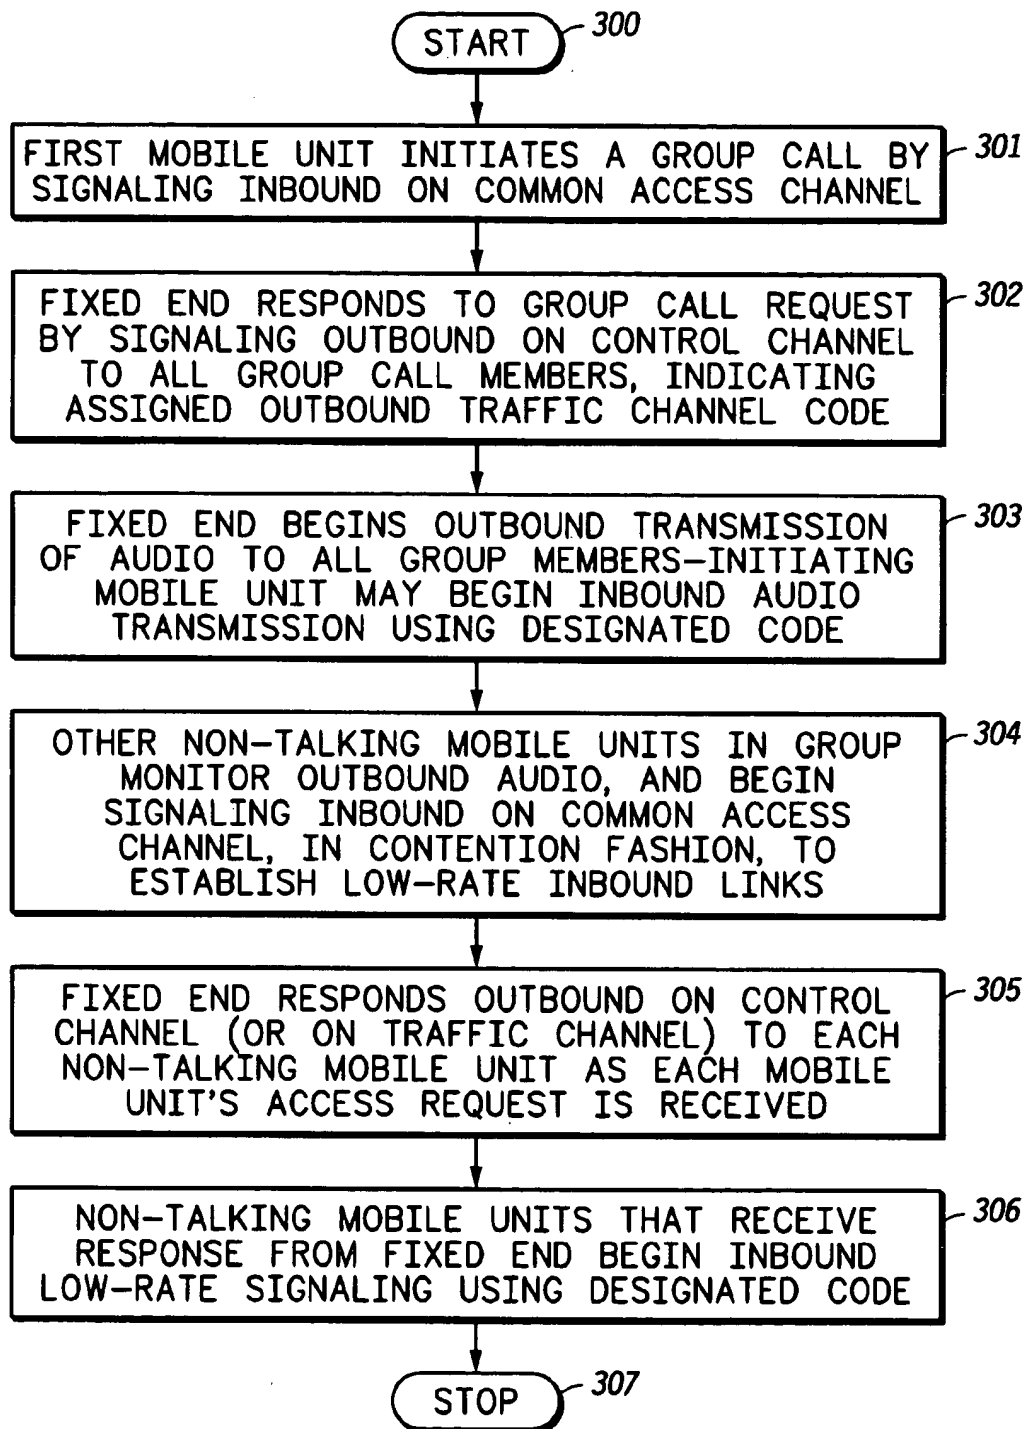 START
300
FIRST MOBILE UNIT INITIATES A GROUP CALL BY
SIGNALING INBOUND ON COMMON ACCESS CHANNEL
301
FIXED END RESPONDS TO GROUP CALL REQUEST
BY SIGNALING OUTBOUND ON CONTROL CHANNEL
TO ALL GROUP CALL MEMBERS, INDICATING
ASSIGNED OUTBOUND TRAFFIC CHANNEL CODE
302
FIXED END BEGINS OUTBOUND TRANSMISSION
OF AUDIO TO ALL GROUP MEMBERS–INITIATING
MOBILE UNIT MAY BEGIN INBOUND AUDIO
TRANSMISSION USING DESIGNATED CODE
303
OTHER NON-TALKING MOBILE UNITS IN GROUP
MONITOR OUTBOUND AUDIO, AND BEGIN
SIGNALING INBOUND ON COMMON ACCESS
CHANNEL, IN CONTENTION FASHION, TO
ESTABLISH LOW-RATE INBOUND LINKS
304
FIXED END RESPONDS OUTBOUND ON CONTROL
CHANNEL (OR ON TRAFFIC CHANNEL) TO EACH
NON-TALKING MOBILE UNIT AS EACH MOBILE
UNIT'S ACCESS REQUEST IS RECEIVED
305
NON-TALKING MOBILE UNITS THAT RECEIVE
RESPONSE FROM FIXED END BEGIN INBOUND
LOW-RATE SIGNALING USING DESIGNATED CODE
306
STOP
307